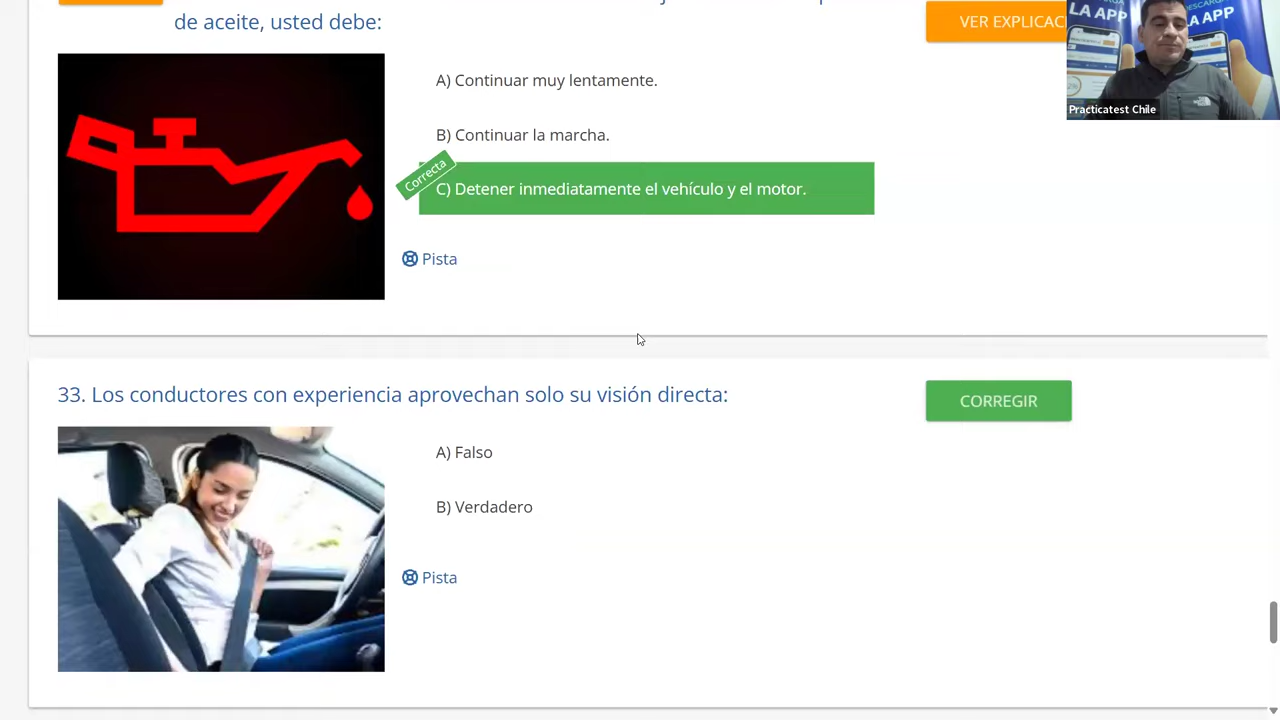 de aceite, usted debe:
VER EXPLICAC
LA APP
LA APP
Practicatest Chile
A) Continuar muy lentamente.
B) Continuar la marcha.
Correcta
C) Detener inmediatamente el vehículo y el motor.
Pista
33. Los conductores con experiencia aprovechan solo su visión directa:
CORREGIR
A) Falso
B) Verdadero
Pista